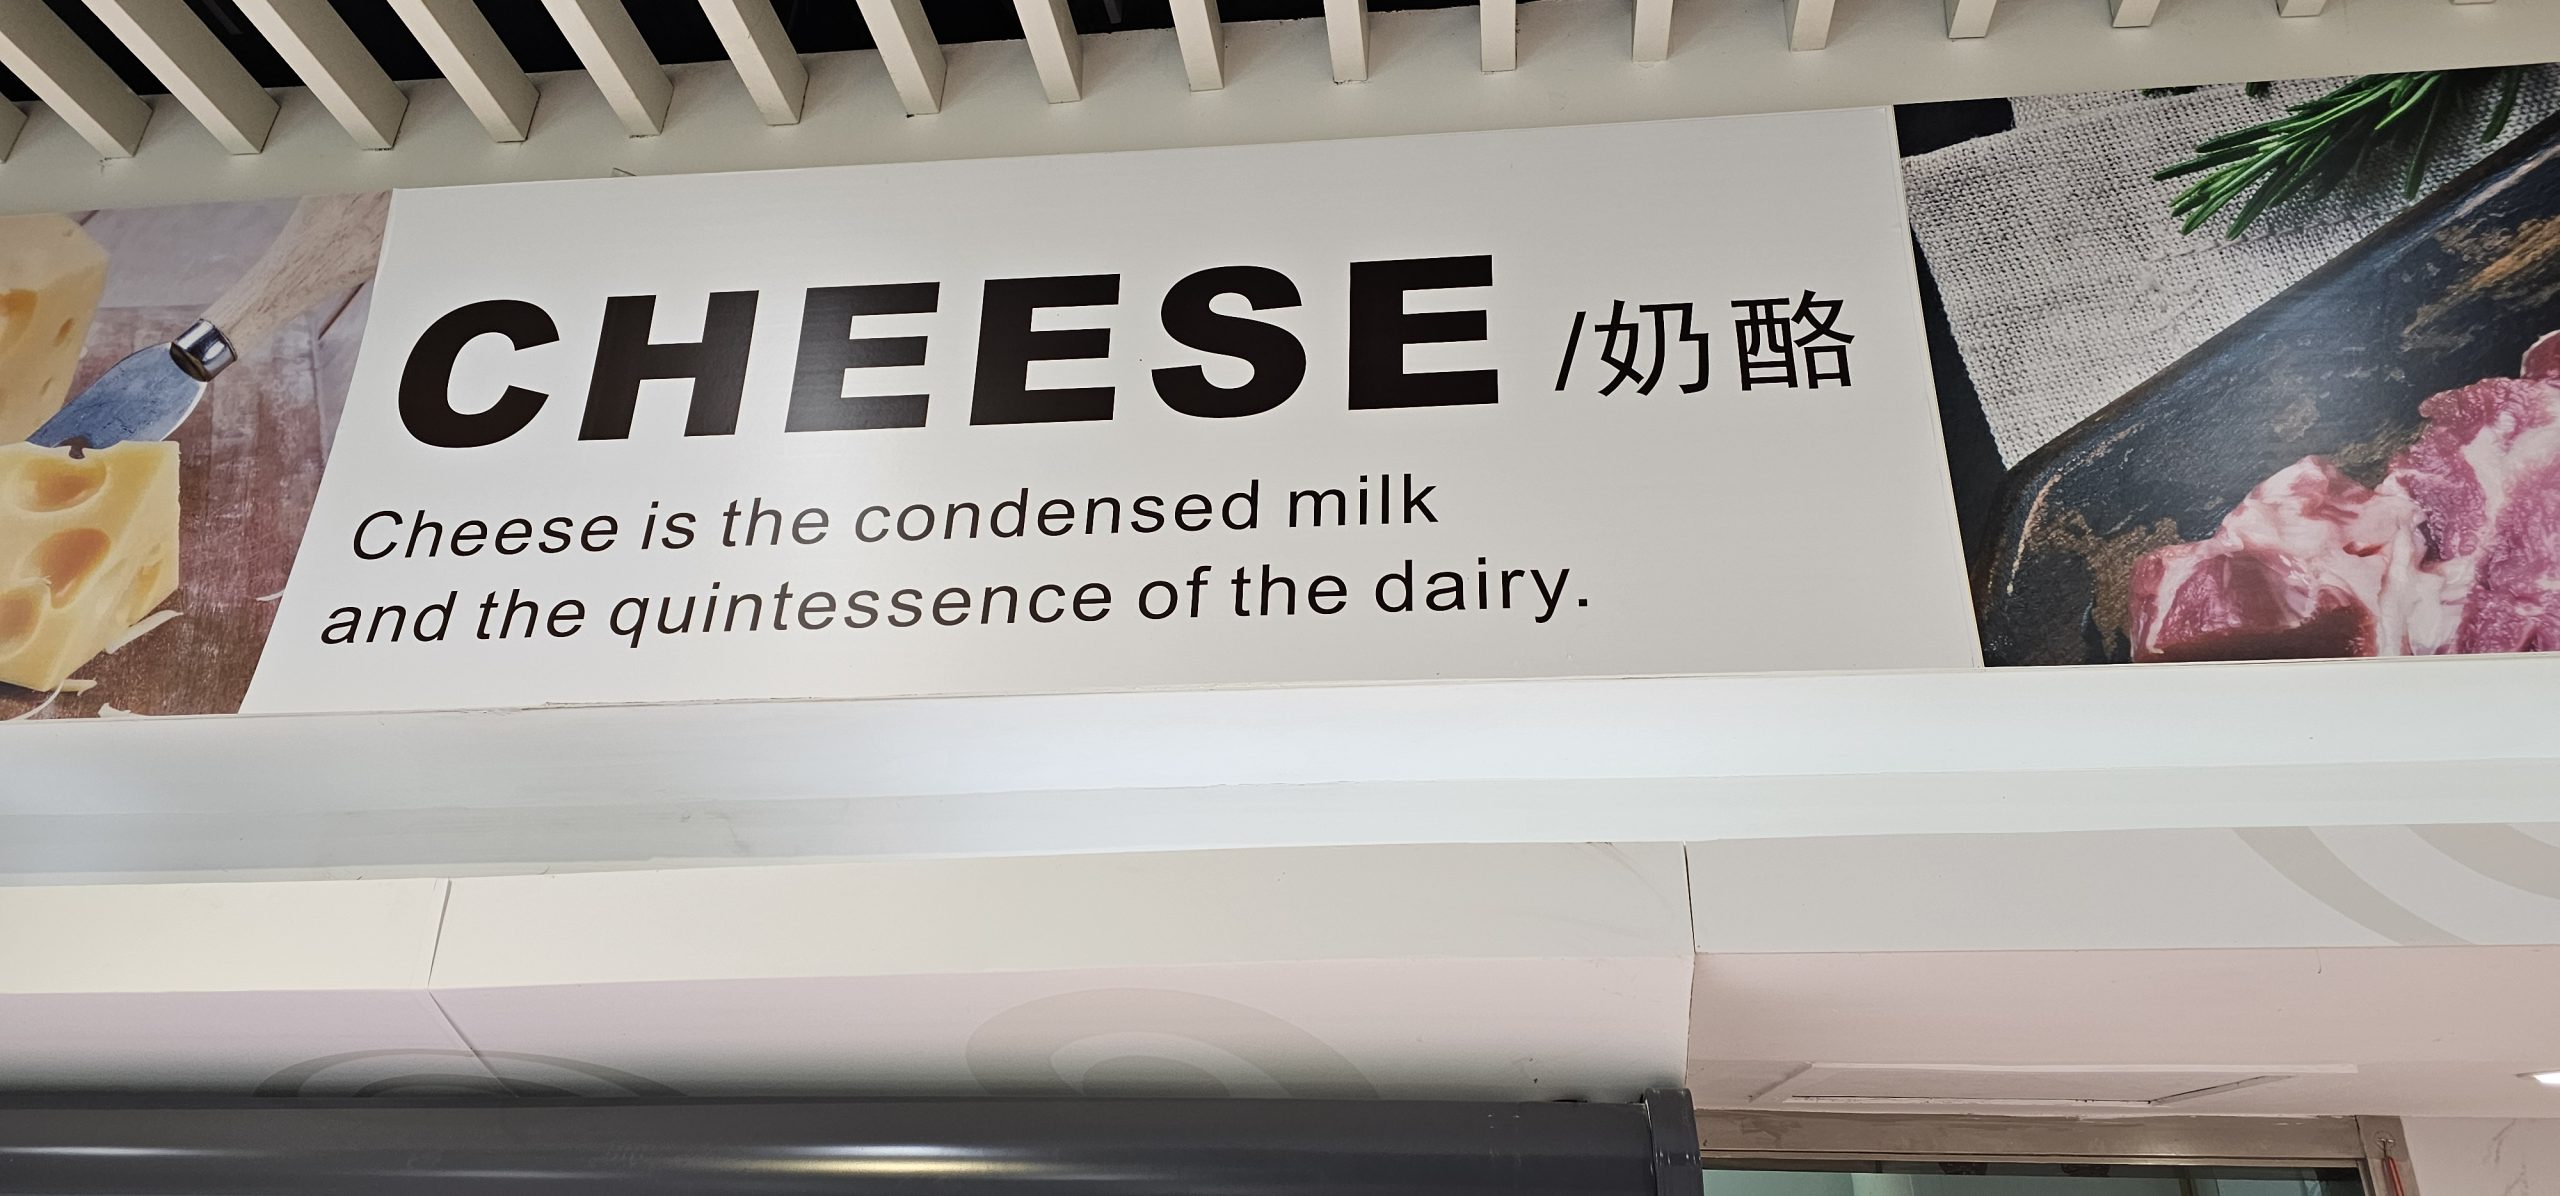 CHEESE /奶酪
Cheese is the condensed milk
and the quintessence of the dairy.